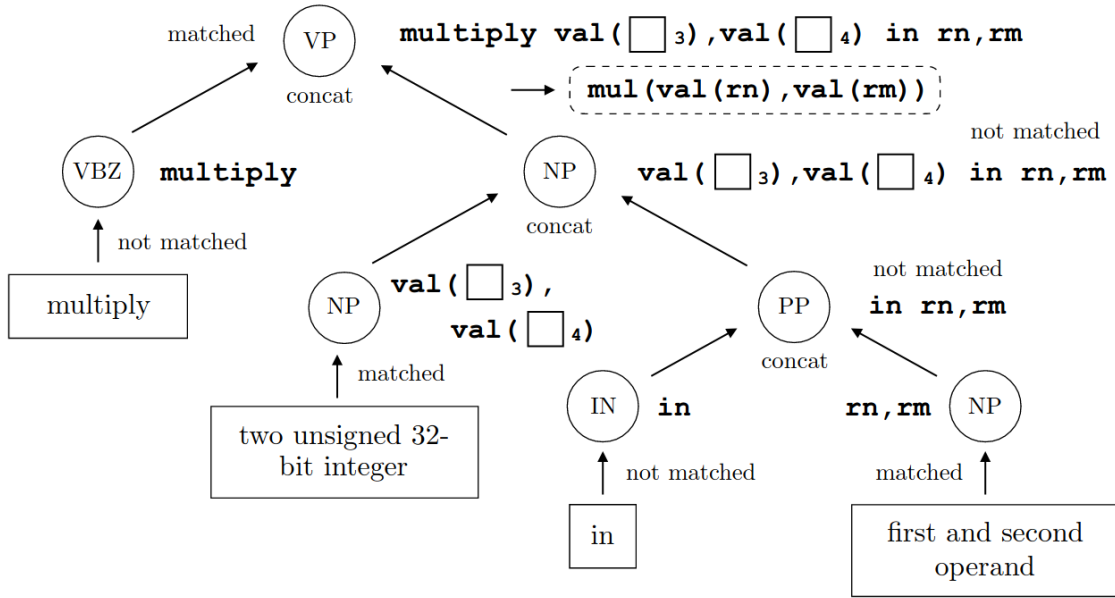 matched
VP
concat
multiply val(□ 3),val(□ 4) in rn,rm
mul(val(rn),val(rm))
VBZ
multiply
not matched
multiply
NP
concat
not matched
val(□ 3),val(□ 4) in rn,rm
NP
val(□ 3),
val(□ 4)
matched
two unsigned 32-
bit integer
PP
concat
not matched
in rn,rm
IN
in
not matched
in
rn,rm
NP
matched
first and second
operand